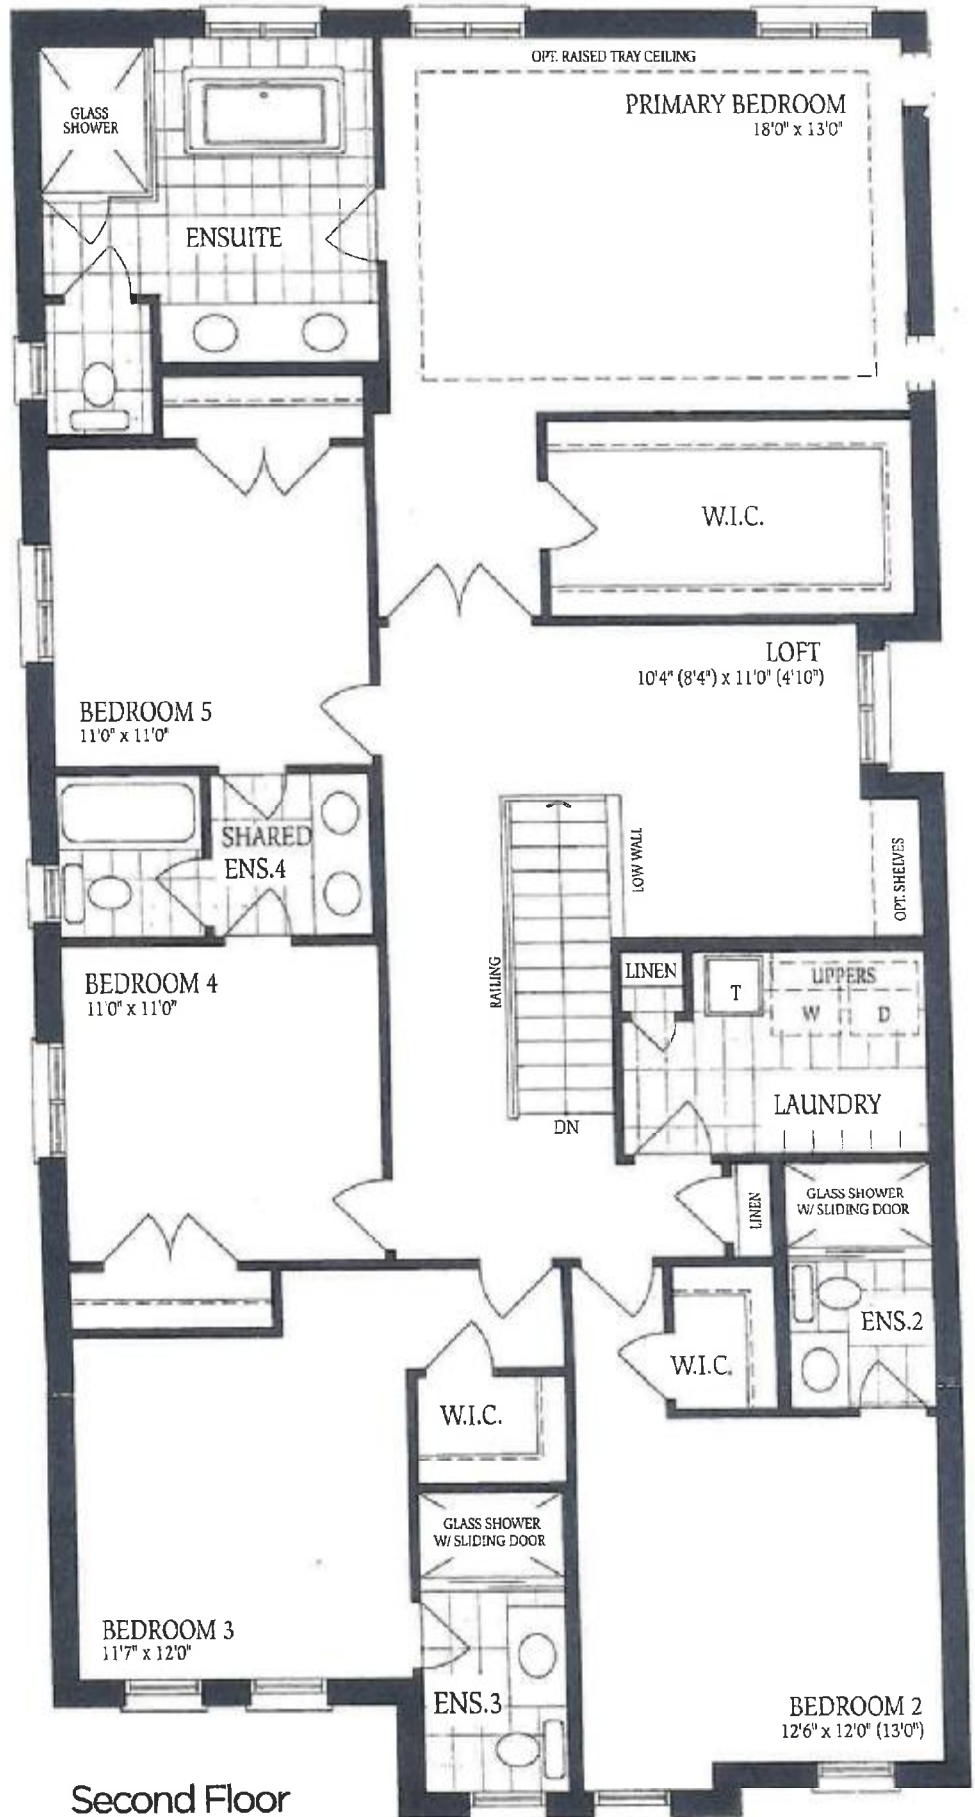 OPT. RAISED TRAY CEILING
PRIMARY BEDROOM
18'0" x 13'0"
GLASS
SHOWER
ENSUITE
W.I.C.
LOFT
10'4" (8'4") x 11'0" (4'10")
BEDROOM 5
11'0" x 11'0"
SHARED
ENS.4
LOW WALL
OPT. SHELVES
RAILING
BEDROOM 4
11'0" x 11'0"
LINEN
T
UPPERS
W
D
LAUNDRY
DN
LINEN
GLASS SHOWER
W/ SLIDING DOOR
ENS.2
W.I.C.
W.I.C.
GLASS SHOWER
W/ SLIDING DOOR
BEDROOM 3
11'7" x 12'0"
ENS.3
BEDROOM 2
12'6" x 12'0" (13'0")
Second Floor